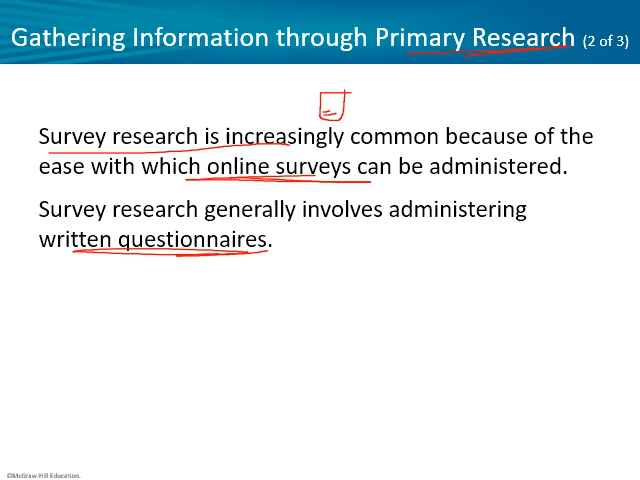 Gathering Information through Primary Research (2 of 3)
Survey research is increasingly common because of the
ease with which online surveys can be administered.
Survey research generally involves administering
written questionnaires.
©McGraw-Hill Education.